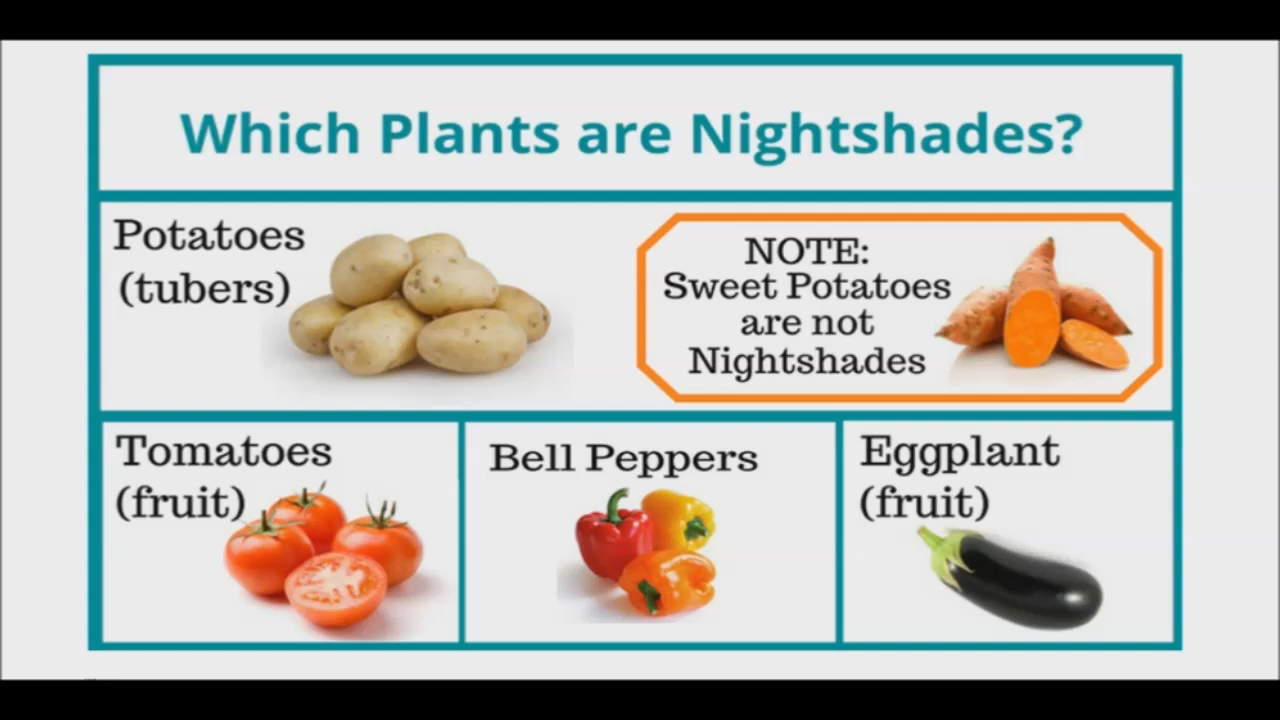 Which Plants are Nightshades?
Potatoes
(tubers)
NOTE:
Sweet Potatoes
are not
Nightshades
Tomatoes
(fruit)
Bell Peppers
Eggplant
(fruit)